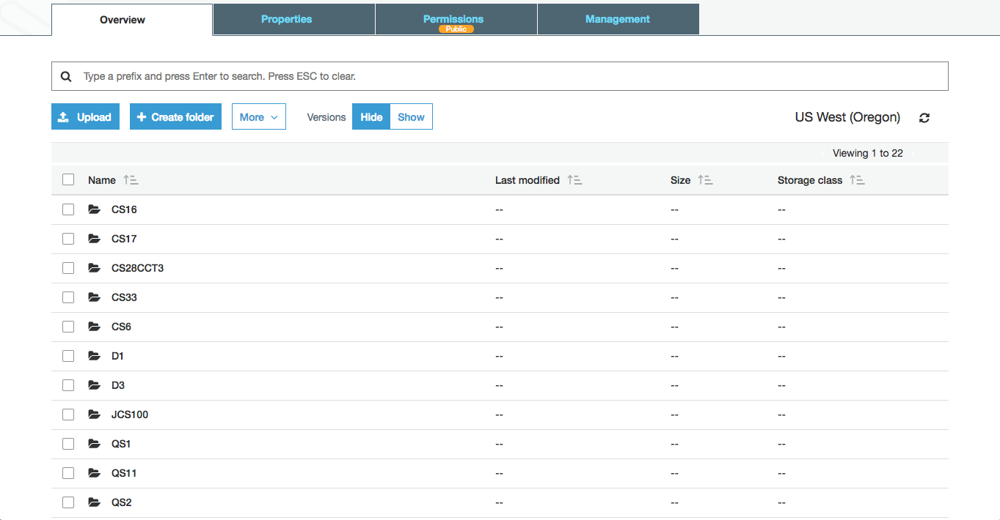 Overview
Properties
Permissions
Public
Management
Type a prefix and press Enter to search. Press ESC to clear.
Upload
Create folder
More
Versions
Hide
Show
US West (Oregon)
Viewing 1 to 22
Name Last modified Size Storage class
CS16 -- -- --
CS17 -- -- --
CS28CCT3 -- -- --
CS33 -- -- --
CS6 -- -- --
D1 -- -- --
D3 -- -- --
JCS100 -- -- --
QS1 -- -- --
QS11 -- -- --
QS2 -- -- --